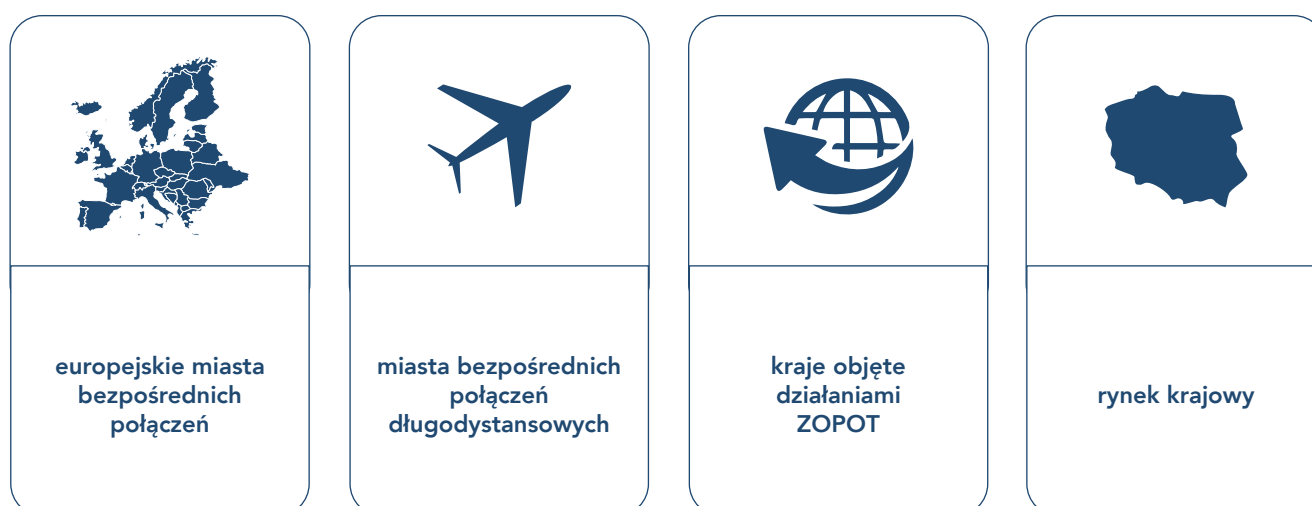 europejskie miasta
bezpośrednich
połączeń
miasta bezpośrednich
połączeń
długodystansowych
kraje objęte
działaniami
ZOPOT
rynek krajowy